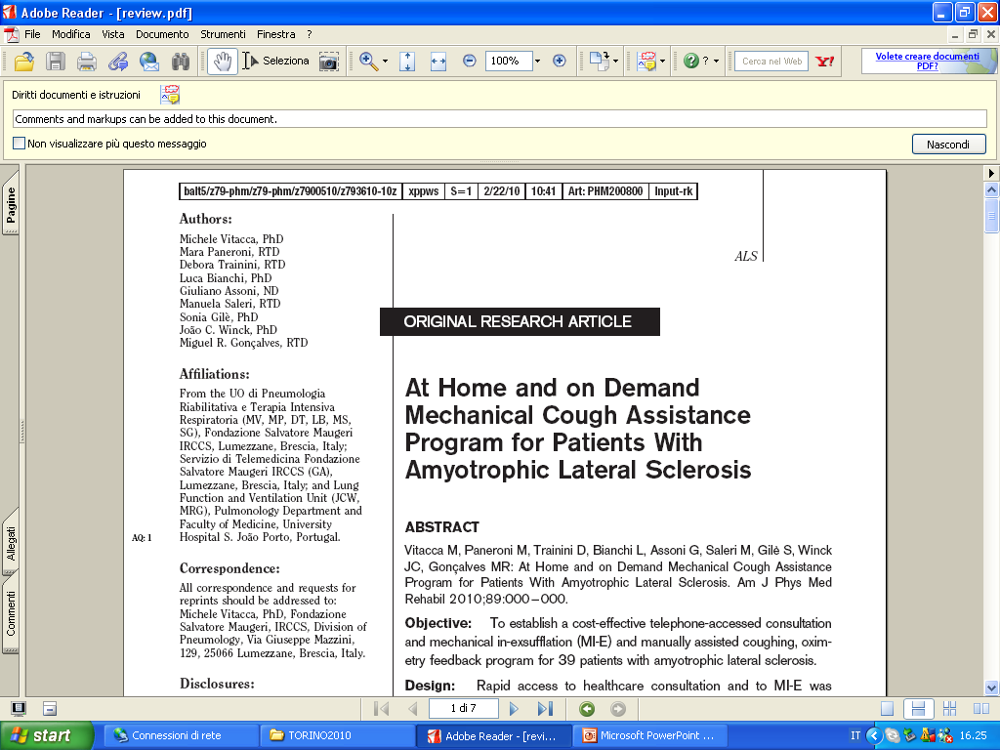 Adobe Reader - [review.pdf]
File Modifica Vista Documento Strumenti Finestra ?
Selezione 100% ? Cerca nel Web Y! Volete creare documenti
PDF?
Diritti documenti e istruzioni
Comments and markups can be added to this document.
Non visualizzare più questo messaggio
Nascondi
Pagine
Allegati
Commenti
balt5/z79-phm/z79-phm/z7900510/z793610-10z xppws S=1 2/22/10 10:41 Art: PHM200800 Input-rk
Authors:
Michele Vitacca, PhD
Mara Paneroni, RTD
Debora Trainini, RTD
Luca Bianchi, PhD
Giuliano Assoni, ND
Manuela Saleri, RTD
Sonia Gilè, PhD
João C. Winck, PhD
Miguel R. Gonçalves, RTD
Affiliations:
From the UO di Pneumologia
Riabilitativa e Terapia Intensiva
Respiratoria (MV, MP, DT, LB, MS,
SG), Fondazione Salvatore Maugeri
IRCCS, Lumezzane, Brescia, Italy;
Servizio di Telemedicina Fondazione
Salvatore Maugeri IRCCS (GA),
Lumezzane, Brescia, Italy; and Lung
Function and Ventilation Unit (JCW,
MRG), Pulmonology Department and
Faculty of Medicine, University
AQ: 1 Hospital S. João Porto, Portugal.
Correspondence:
All correspondence and requests for
reprints should be addressed to:
Michele Vitacca, PhD, Fondazione
Salvatore Maugeri, IRCCS, Division of
Pneumology, Via Giuseppe Mazzini,
129, 25066 Lumezzane, Brescia, Italy.
Disclosures:
ALS
ORIGINAL RESEARCH ARTICLE
At Home and on Demand
Mechanical Cough Assistance
Program for Patients With
Amyotrophic Lateral Sclerosis
ABSTRACT
Vitacca M, Paneroni M, Trainini D, Bianchi L, Assoni G, Saleri M, Gilè S, Winck
JC, Gonçalves MR: At Home and on Demand Mechanical Cough Assistance
Program for Patients With Amyotrophic Lateral Sclerosis. Am J Phys Med
Rehabil 2010;89:000–000.
Objective: To establish a cost-effective telephone-accessed consultation
and mechanical in-exsufflation (MI-E) and manually assisted coughing, oxim-
etry feedback program for 39 patients with amyotrophic lateral sclerosis.
Design: Rapid access to healthcare consultation and to MI-E was
1 di 7
start Connessioni di rete TORINO2010 Adobe Reader - [revi... Microsoft PowerPoint ... IT 16.25